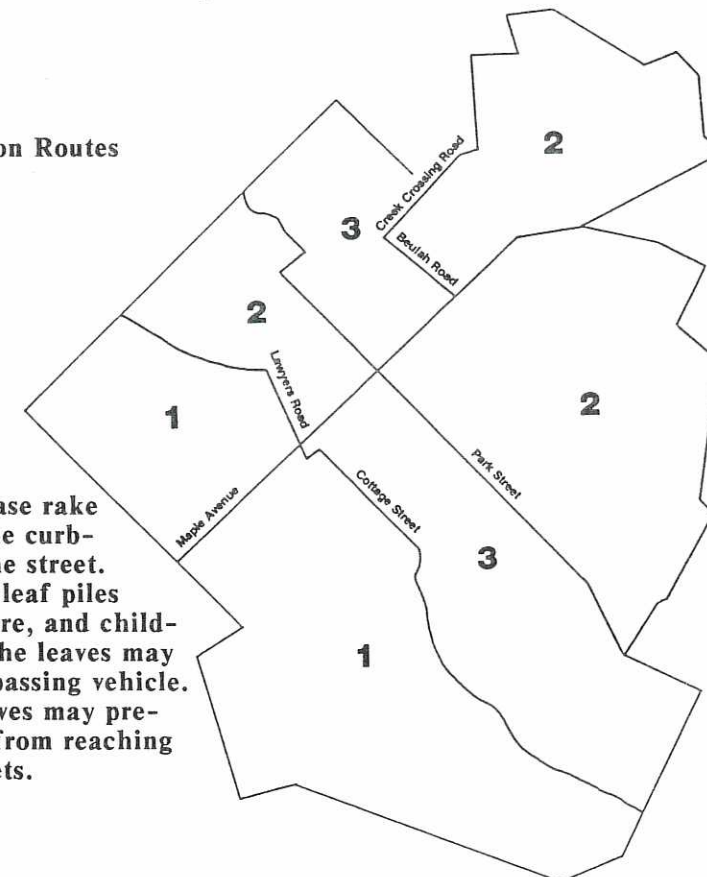 on Routes
2
Creek Crossing Road
3
Beulah Road
2
Lawyers Road
1
2
Park Street
Maple Avenue
Cottage Street
3
1
ase rake
e curb-
ne street.
leaf piles
re, and child-
he leaves may
passing vehicle.
ves may pre-
from reaching
ets.